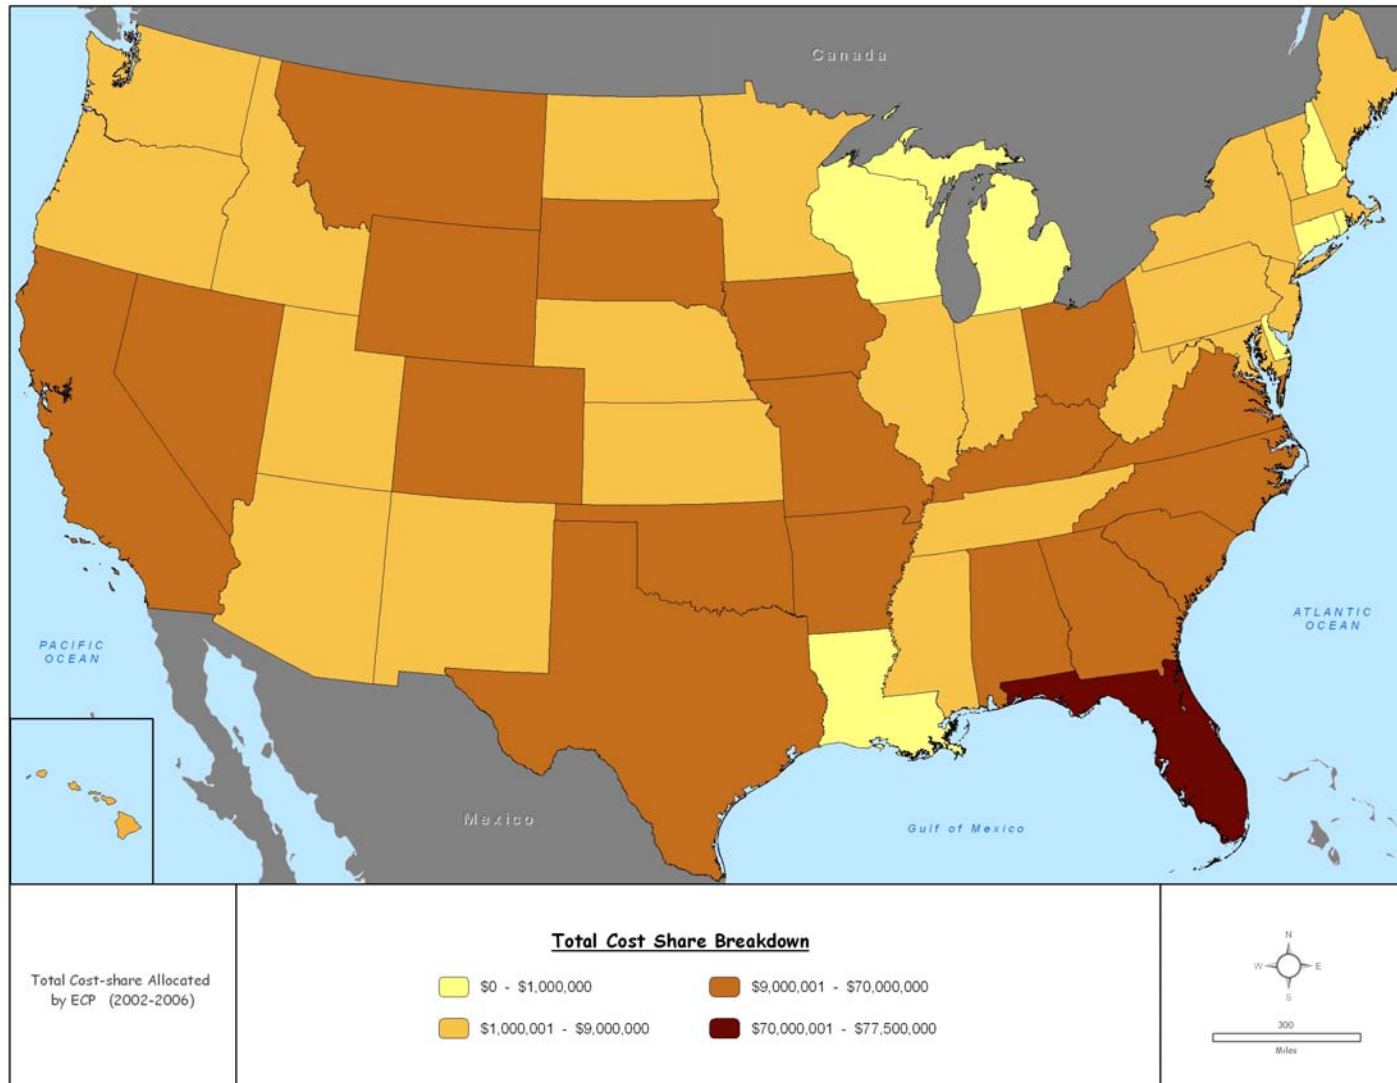 Canada
PACIFIC
OCEAN
ATLANTIC
OCEAN
Mexico
Gulf of Mexico
Total Cost-share Allocated
by ECP (2002-2006)
Total Cost Share Breakdown
$0 - $1,000,000
$9,000,001 - $70,000,000
$1,000,001 - $9,000,000
$70,000,001 - $77,500,000
N
W E
S
300
Miles